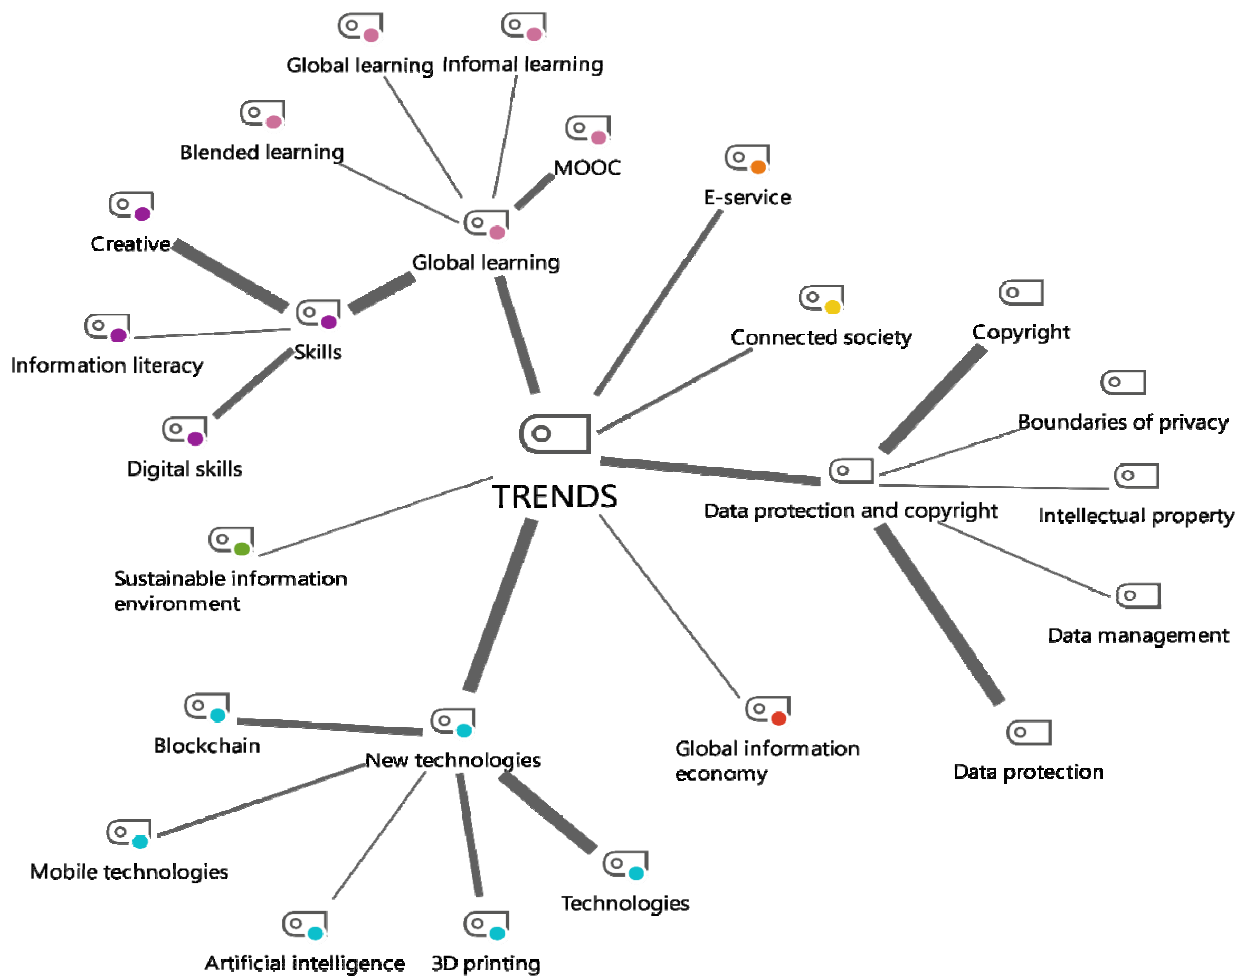 Global learning
Infomal learning
Blended learning
MOOC
E-service
Creative
Global learning
Copyright
Connected society
Skills
Information literacy
Boundaries of privacy
Digital skills
TRENDS
Data protection and copyright
Intellectual property
Sustainable information
environment
Data management
Blockchain
New technologies
Global information
economy
Data protection
Mobile technologies
Technologies
Artificial intelligence
3D printing